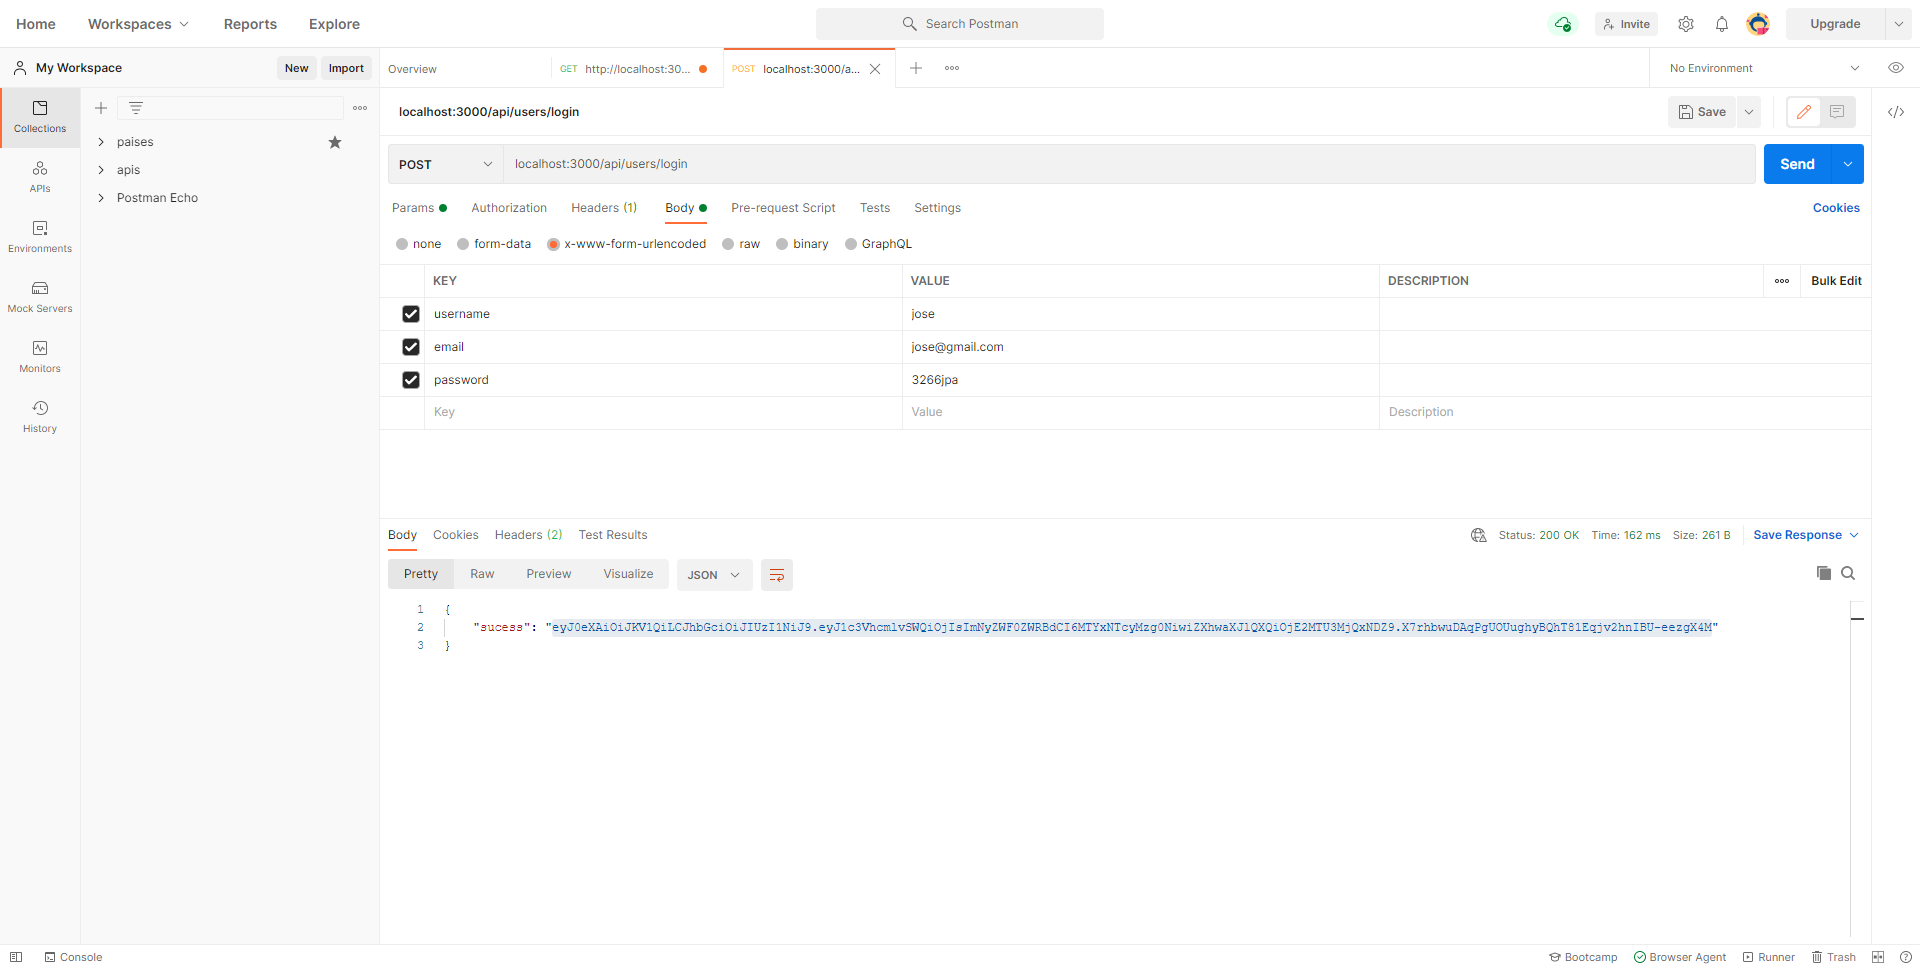 Home Workspaces Reports Explore Search Postman Invite Upgrade
My Workspace New Import Overview GET http://localhost:30... POST localhost:3000/a... No Environment
Collections
APIs
Environments
Mock Servers
Monitors
History
paises
apis
Postman Echo
localhost:3000/api/users/login Save
POST localhost:3000/api/users/login Send
Params Authorization Headers (1) Body Pre-request Script Tests Settings Cookies
none form-data x-www-form-urlencoded raw binary GraphQL
KEY VALUE DESCRIPTION Bulk Edit
username jose
email jose@gmail.com
password 3266jpa
Key Value Description
Body Cookies Headers (2) Test Results Status: 200 OK Time: 162 ms Size: 261 B Save Response
Pretty Raw Preview Visualize JSON
1 {
2 "sucess":
3 }
Console Bootcamp Browser Agent Runner Trash